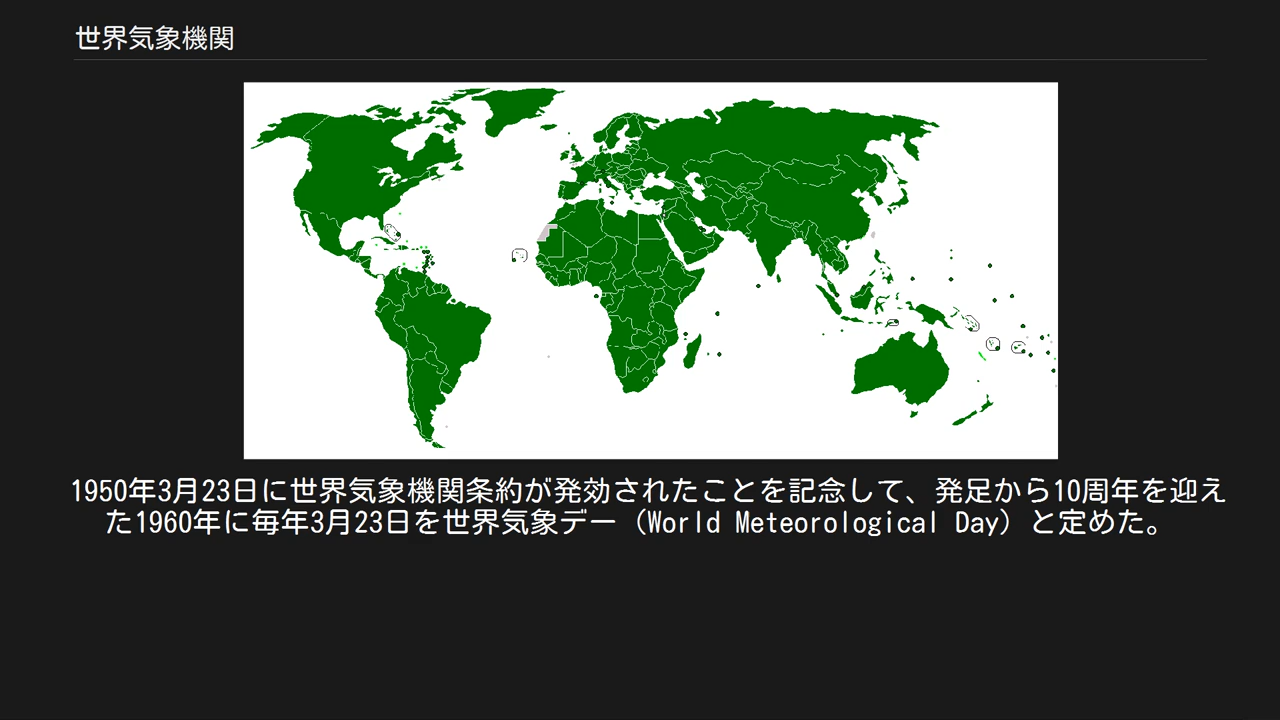 世界気象機関
1950年3月23日に世界気象機関条約が発効されたことを記念して、発足から10周年を迎え
た1960年に毎年3月23日を世界気象デー（World Meteorological Day）と定めた。